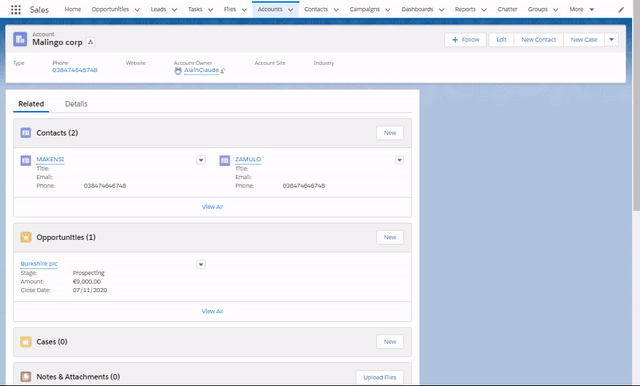 Sales Home Opportunities Leads Tasks Files Accounts Contacts Campaigns Dashboards Reports Chatter Groups More
Account
Malingo corp
Follow Edit New Contact New Case
Type Phone Website Account Owner Account Site Industry
038474646748 AlainClaude
Related Details
Contacts (2) New
MAKENSI ZAMULO
Title: Title:
Email: Email:
Phone: 038474646748 Phone: 038474646748
View All
Opportunities (1) New
Burkshire plc
Stage: Prospecting
Amount: €9,000.00
Close Date: 07/11/2020
View All
Cases (0) New
Notes & Attachments (0) Upload Files